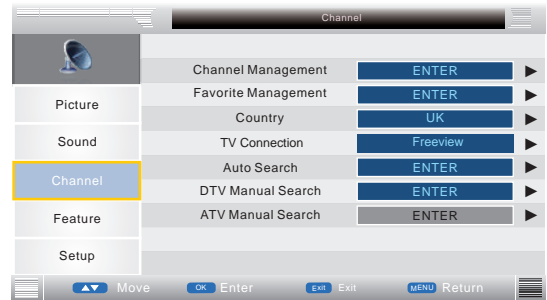 Channel
Channel Management ENTER
Favorite Management ENTER
Country UK
TV Connection Freeview
Auto Search ENTER
DTV Manual Search ENTER
ATV Manual Search ENTER
Picture
Sound
Channel
Feature
Setup
Move OK Enter Exit Exit MENU Return